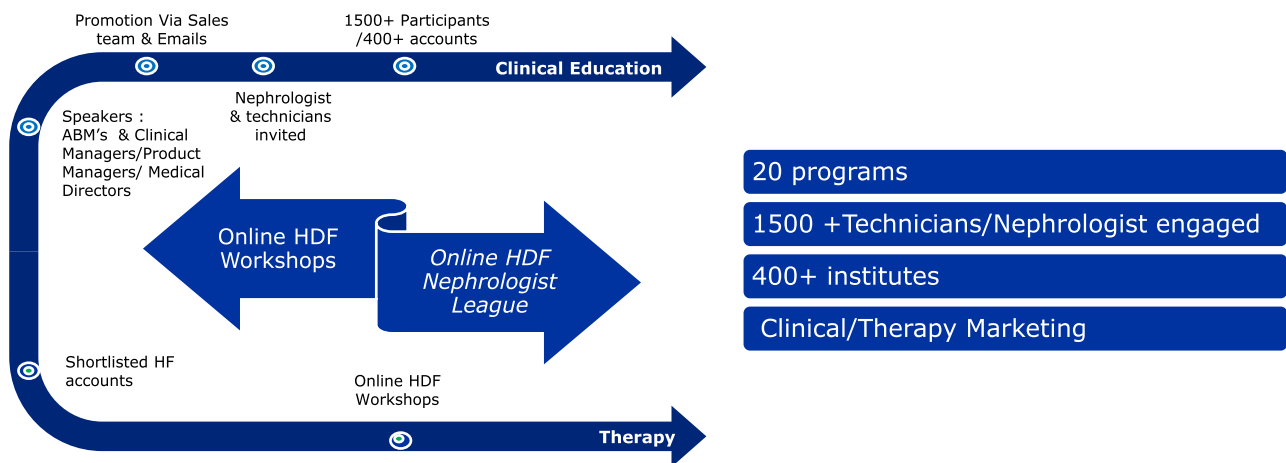 Promotion Via Sales
team & Emails
1500+ Participants
/400+ accounts
Clinical Education
Nephrologist
& technicians
invited
Speakers :
ABM's & Clinical
Managers/Product
Managers/ Medical
Directors
Online HDF
Workshops
Online HDF
Nephrologist
League
Shortlisted HF
accounts
Online HDF
Workshops
Therapy
20 programs
1500 +Technicians/Nephrologist engaged
400+ institutes
Clinical/Therapy Marketing